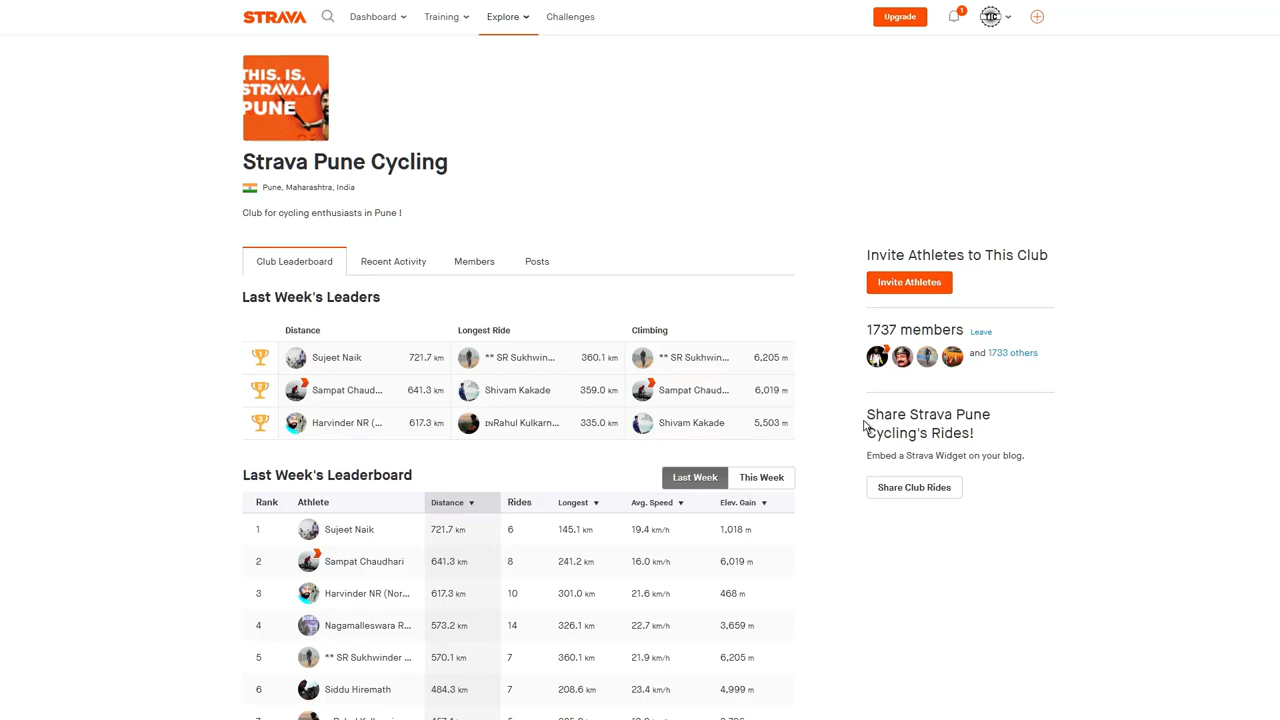 STRAVA Dashboard Training Explore Challenges Upgrade 1
THIS. IS.
STRAVA
PUNE
Strava Pune Cycling
Pune, Maharashtra, India
Club for cycling enthusiasts in Pune !
Club Leaderboard Recent Activity Members Posts
Invite Athletes to This Club
Invite Athletes
1737 members Leave
and 1733 others
Share Strava Pune
Cycling's Rides!
Embed a Strava Widget on your blog.
Share Club Rides
Last Week's Leaders
Distance Longest Ride Climbing
1 Sujeet Naik 721.7 km ** SR Sukhwin... 360.1 km ** SR Sukhwin... 6,205 m
2 Sampat Chaud... 641.3 km Shivam Kakade 359.0 km Sampat Chaud... 6,019 m
3 Harvinder NR (... 617.3 km ɪɴRahul Kulkarn... 335.0 km Shivam Kakade 5,503 m
Last Week's Leaderboard Last Week This Week
Rank Athlete Distance Rides Longest Avg. Speed Elev. Gain
1 Sujeet Naik 721.7 km 6 145.1 km 19.4 km/h 1,018 m
2 Sampat Chaudhari 641.3 km 8 241.2 km 16.0 km/h 6,019 m
3 Harvinder NR (Nor... 617.3 km 10 301.0 km 21.6 km/h 468 m
4 Nagamalleswara R... 573.2 km 14 326.1 km 22.7 km/h 3,659 m
5 ** SR Sukhwinder ... 570.1 km 7 360.1 km 21.9 km/h 6,205 m
6 Siddu Hiremath 484.3 km 7 208.6 km 23.4 km/h 4,999 m